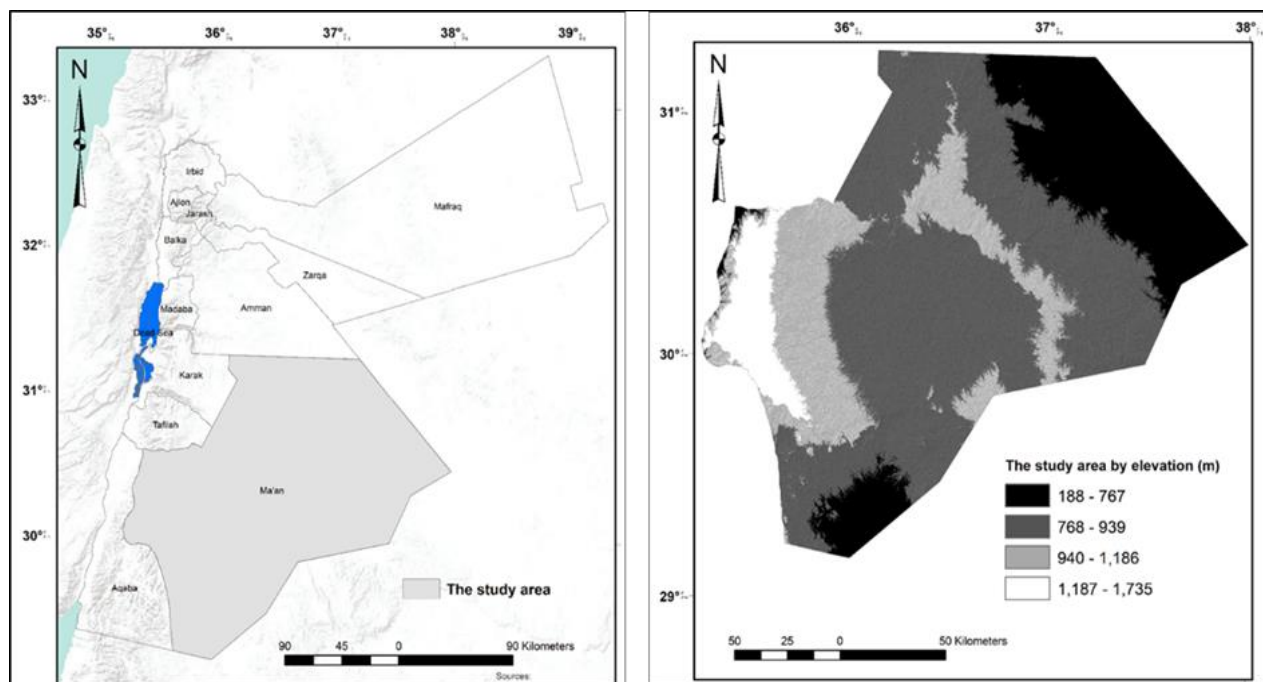 35° 36° 37° 38° 39°
N
33°
32°
31°
30°
Irbid
Ajlon
Jarash
Balka
Mafraq
Zarqa
Madaba
Amman
Dead Sea
Karak
Tafilah
Ma'an
Aqaba
The study area
90 45 0 90 Kilometers
Sources:
36° 37° 38°
N
31°
30°
29°
The study area by elevation (m)
188 - 767
768 - 939
940 - 1,186
1,187 - 1,735
50 25 0 50 Kilometers